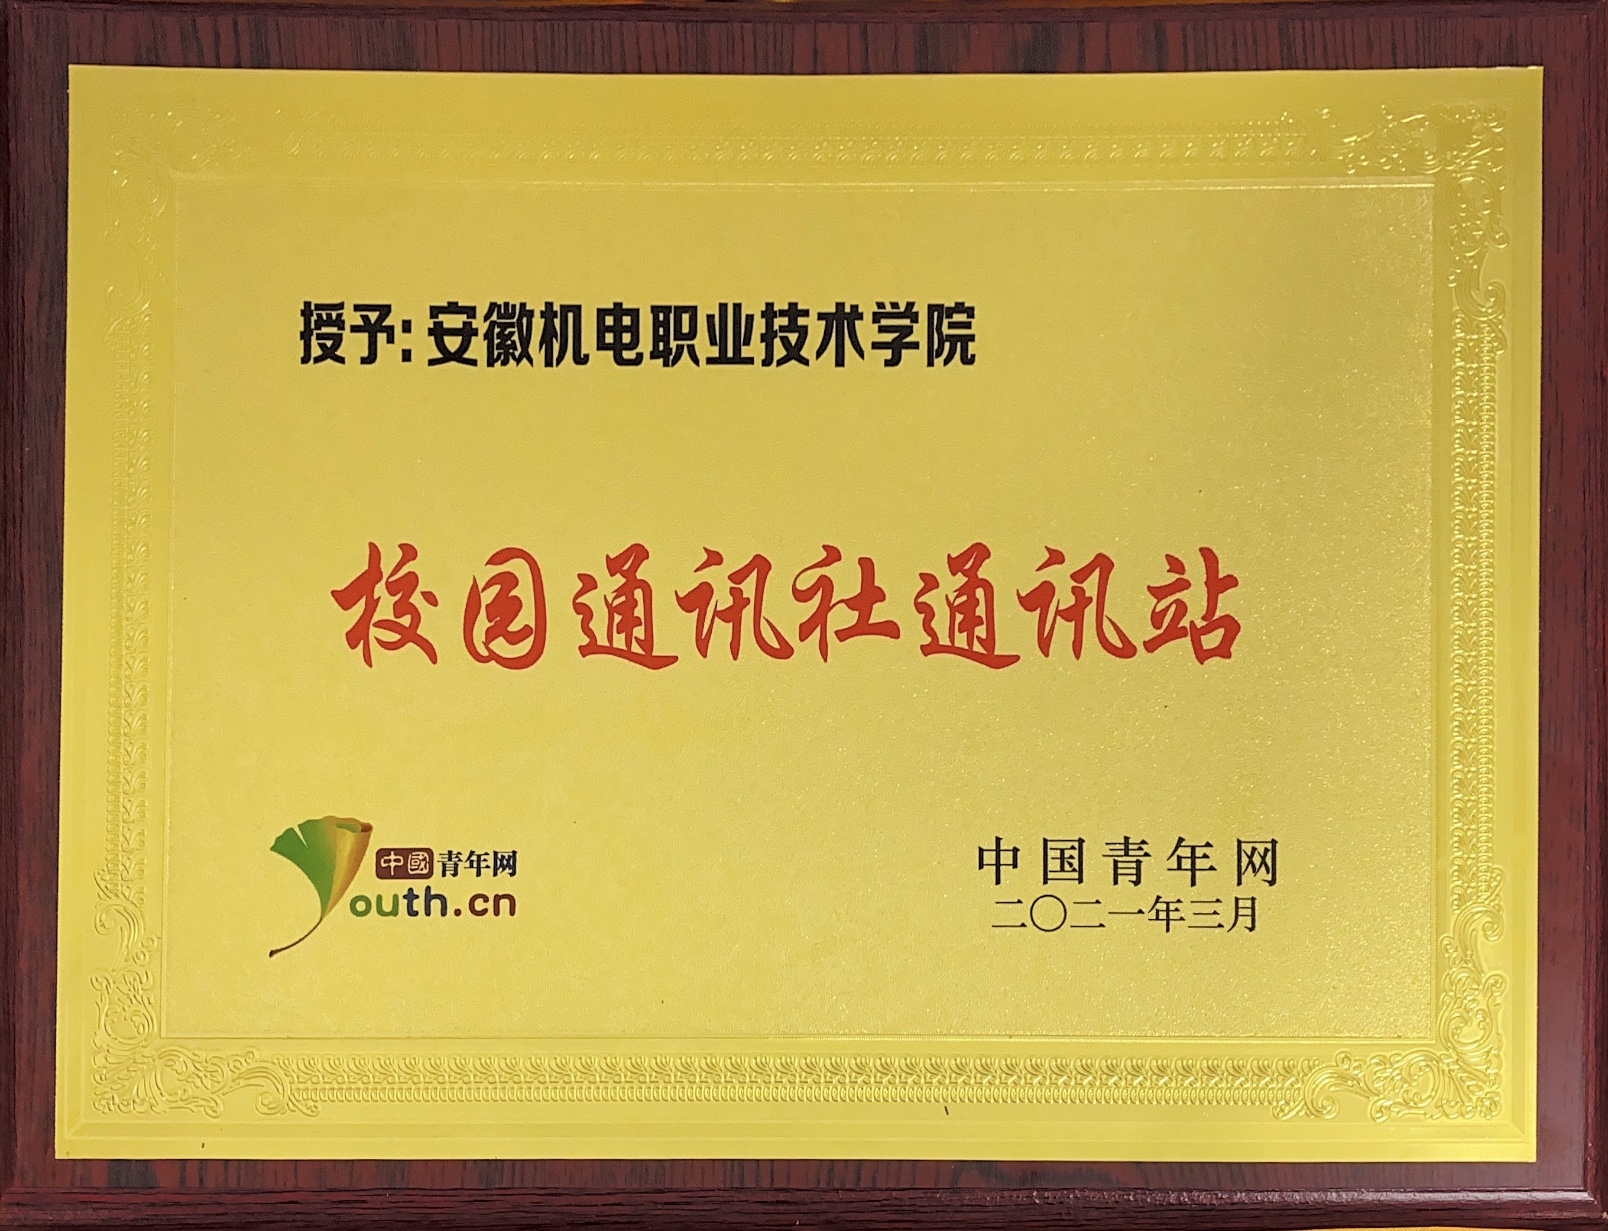 授予:安徽机电职业技术学院
校园通讯社通讯站
中國青年网
Youth.cn
中国青年网
二〇二一年三月